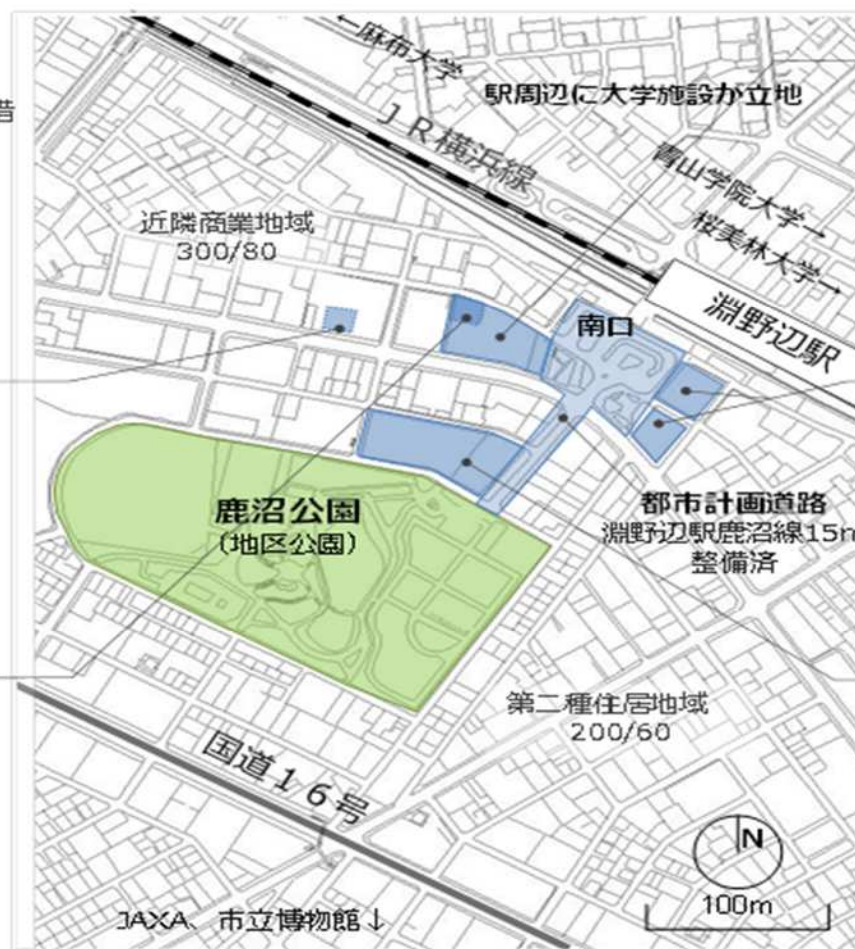 ←麻布大学
駅周辺に大学施設が立地
昔
JR横浜線
青山学院大学→
桜美林大学→
近隣商業地域
300/80
淵野辺駅
南口
鹿沼公園
(地区公園)
都市計画道路
淵野辺駅鹿沼線15m
整備済
第二種住居地域
200/60
国道16号
N
100m
JAXA、市立博物館↓